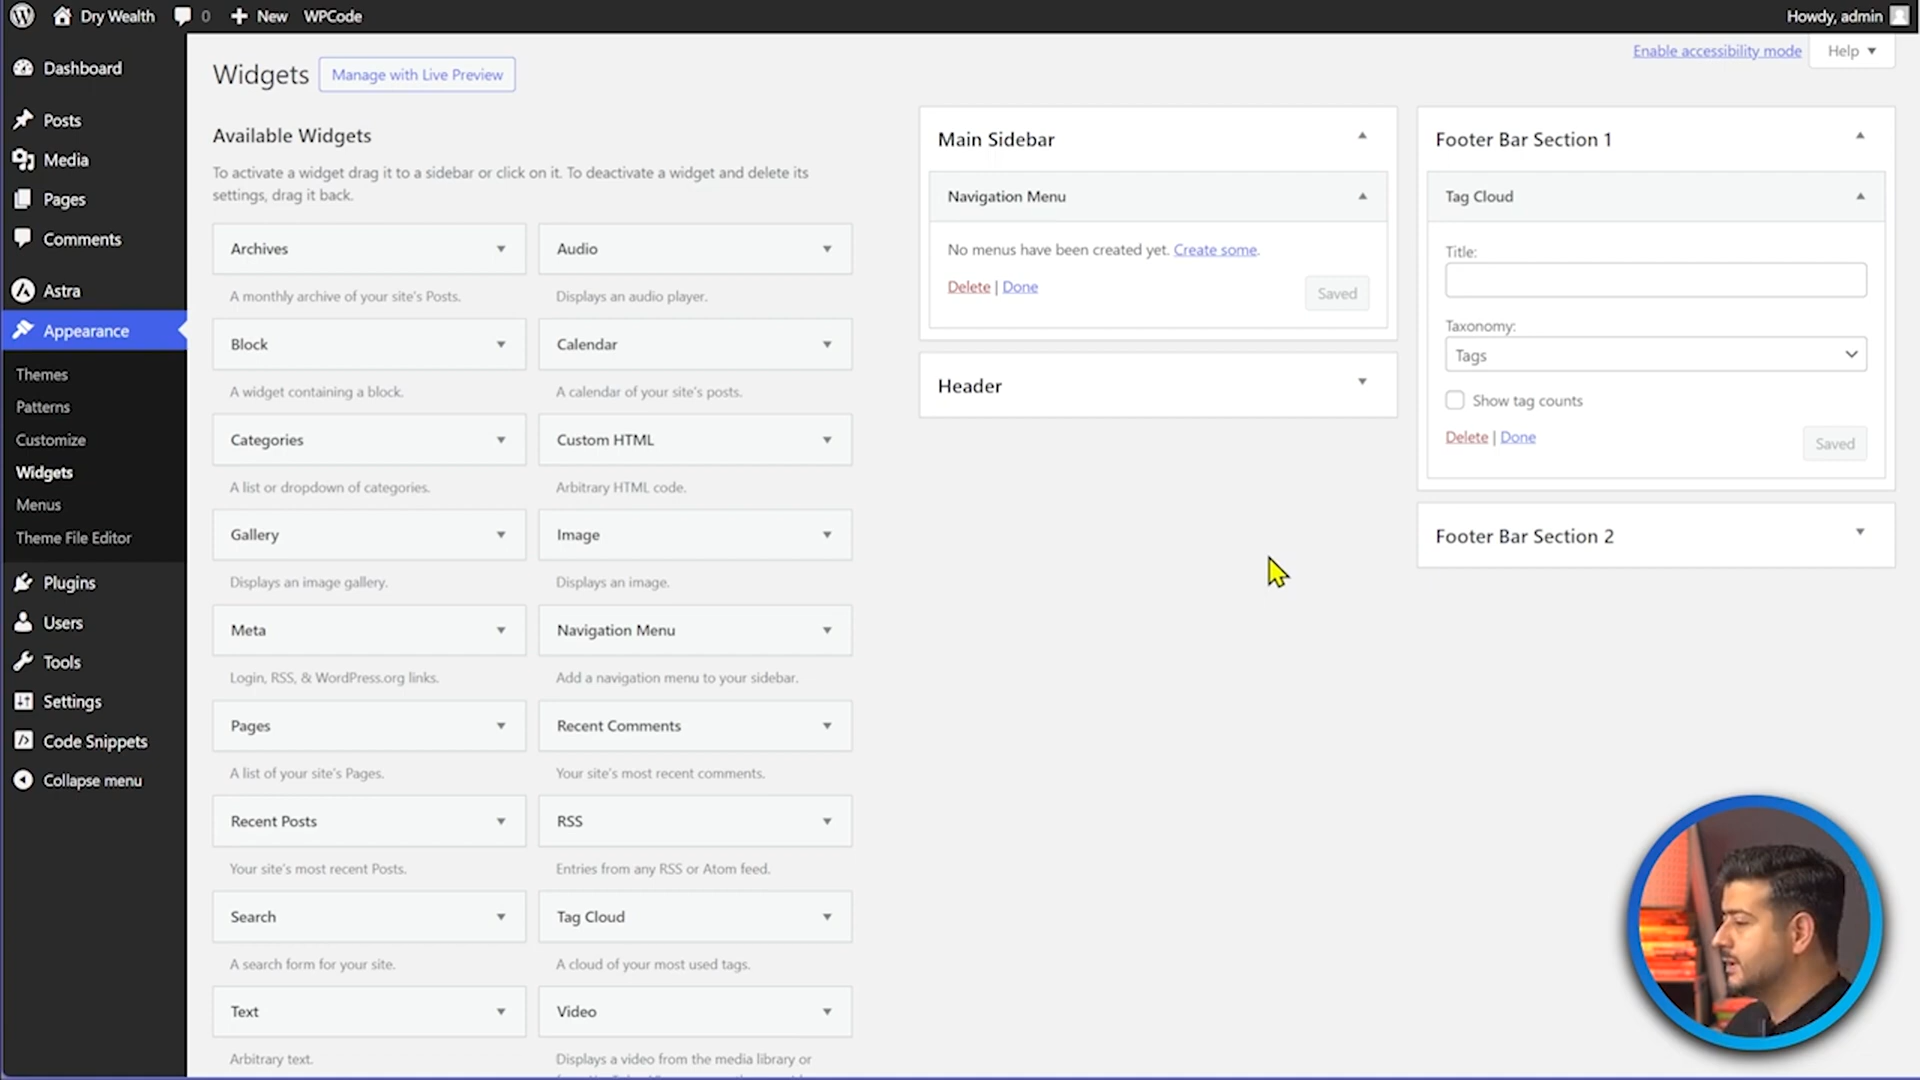 Dry Wealth
0
New
WPCode
Howdy, admin
Dashboard
Posts
Media
Pages
Comments
Astra
Appearance
Themes
Patterns
Customize
Widgets
Menus
Theme File Editor
Plugins
Users
Tools
Settings
Code Snippets
Collapse menu
Enable accessibility mode
Help
Widgets
Manage with Live Preview
Available Widgets
To activate a widget drag it to a sidebar or click on it. To deactivate a widget and delete its
settings, drag it back.
Archives
A monthly archive of your site's Posts.
Audio
Displays an audio player.
Block
A widget containing a block.
Calendar
A calendar of your site's posts.
Categories
A list or dropdown of categories.
Custom HTML
Arbitrary HTML code.
Gallery
Displays an image gallery.
Image
Displays an image.
Meta
Login, RSS, & WordPress.org links.
Navigation Menu
Add a navigation menu to your sidebar.
Pages
A list of your site's Pages.
Recent Comments
Your site's most recent comments.
Recent Posts
Your site's most recent Posts.
RSS
Entries from any RSS or Atom feed.
Search
A search form for your site.
Tag Cloud
A cloud of your most used tags.
Text
Arbitrary text.
Video
Displays a video from the media library or
Main Sidebar
Navigation Menu
No menus have been created yet. Create some.
Delete | Done
Saved
Header
Footer Bar Section 1
Tag Cloud
Title:
Taxonomy:
Tags
Show tag counts
Delete | Done
Saved
Footer Bar Section 2